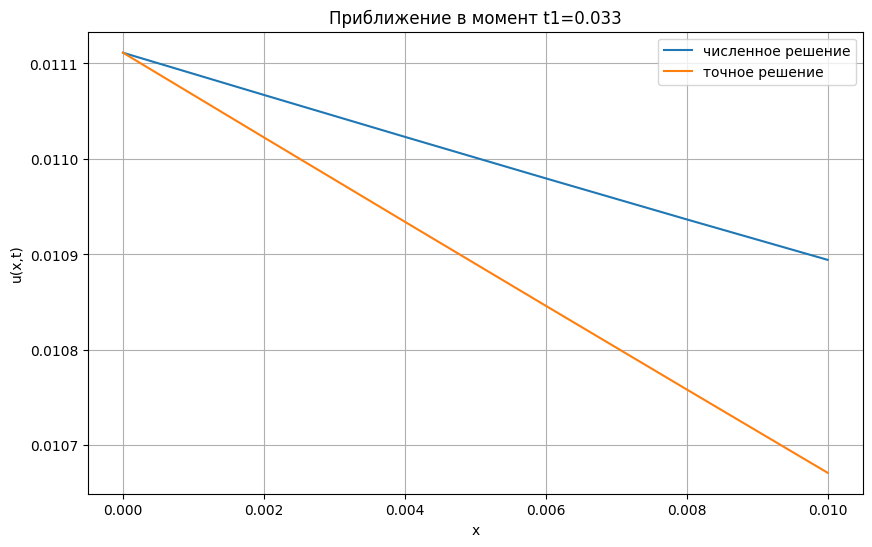 Приближение в момент t1=0.033
численное решение
точное решение
0.0111
0.0110
0.0109
0.0108
0.0107
u(x,t)
0.000 0.002 0.004 0.006 0.008 0.010
x